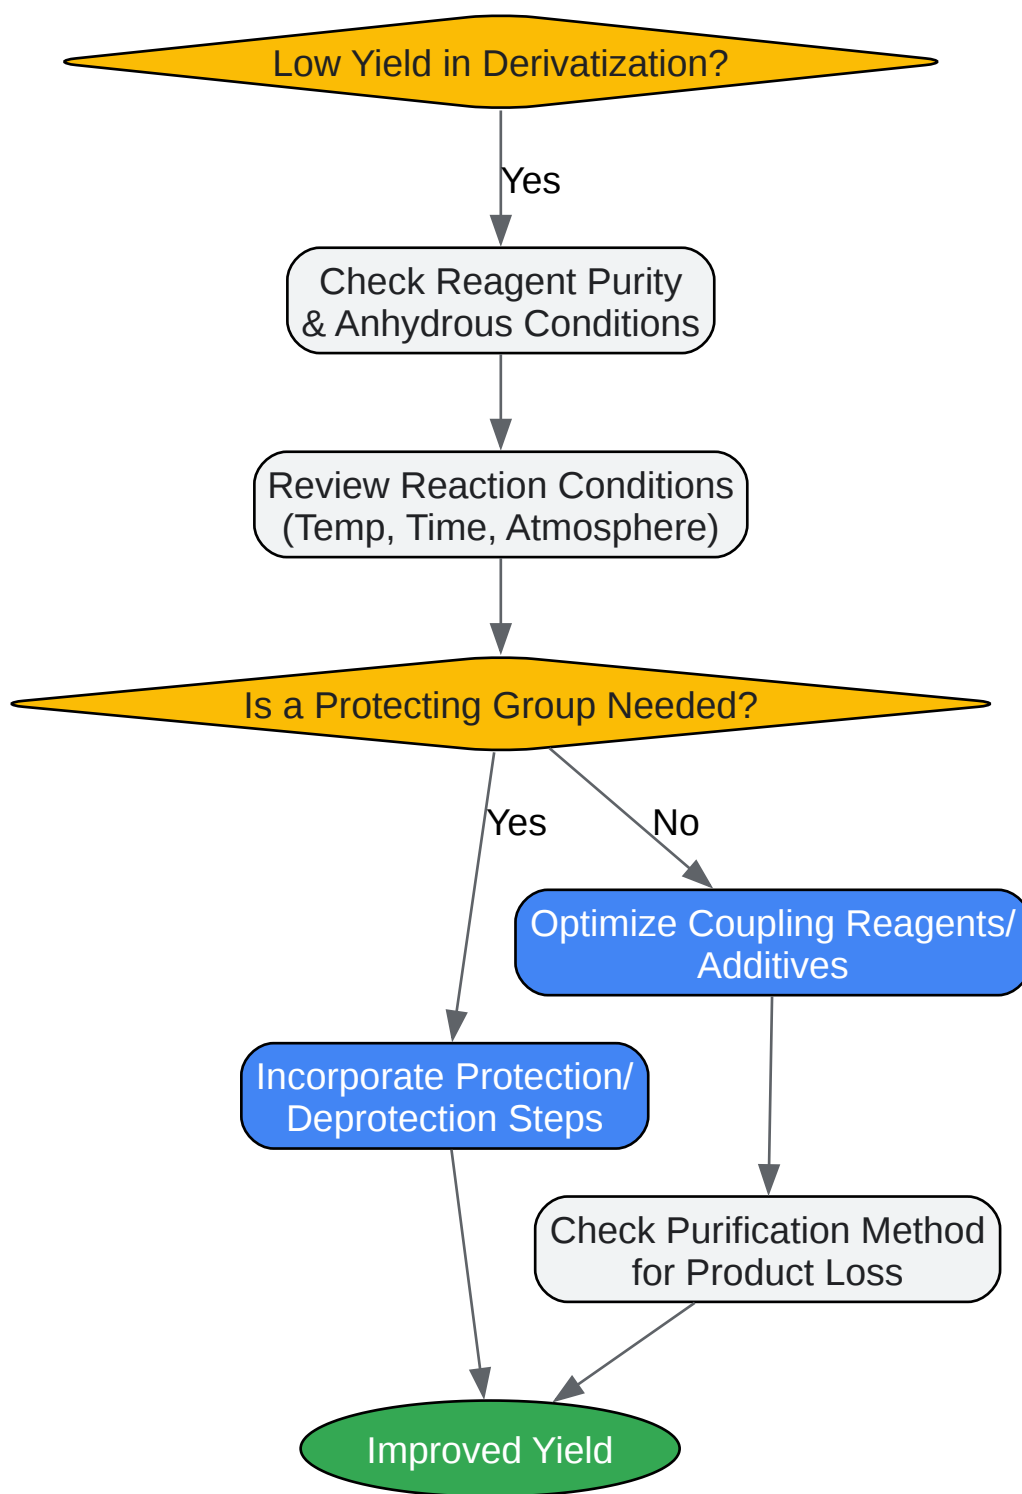 Low Yield in Derivatization?
Yes
Check Reagent Purity
& Anhydrous Conditions
Review Reaction Conditions
(Temp, Time, Atmosphere)
Is a Protecting Group Needed?
Yes
No
Optimize Coupling Reagents/
Additives
Incorporate Protection/
Deprotection Steps
Check Purification Method
for Product Loss
Improved Yield